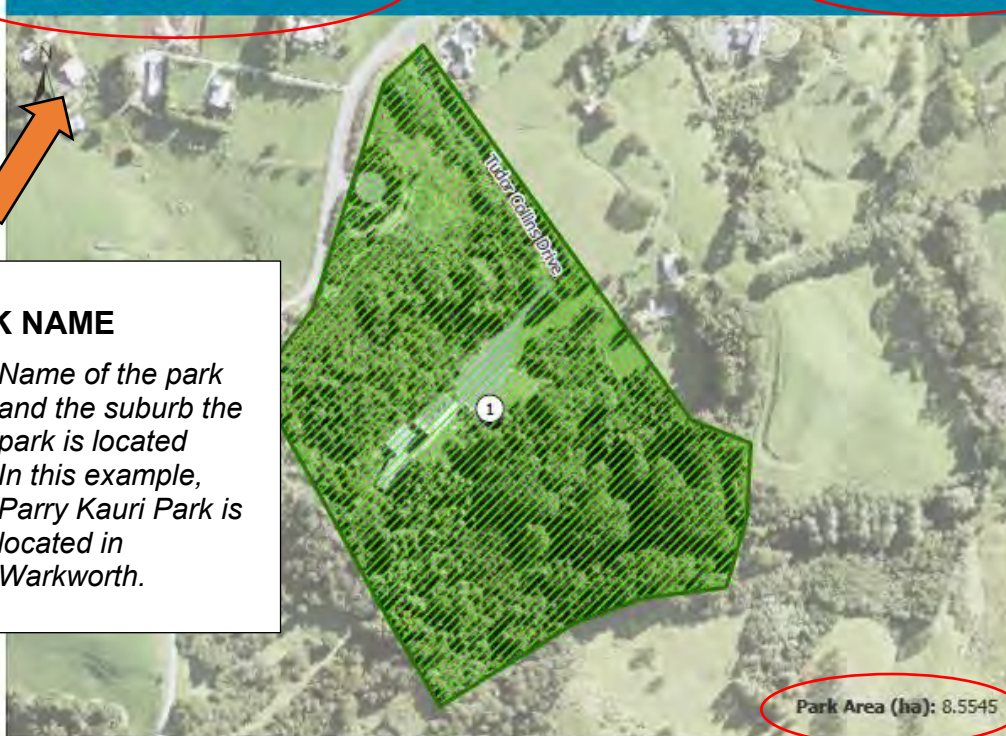 N
Tudor Collins Drive
K NAME
Name of the park
and the suburb the
park is located
In this example,
Parry Kauri Park is
located in
Warkworth.
1
Park Area (ha): 8.5545